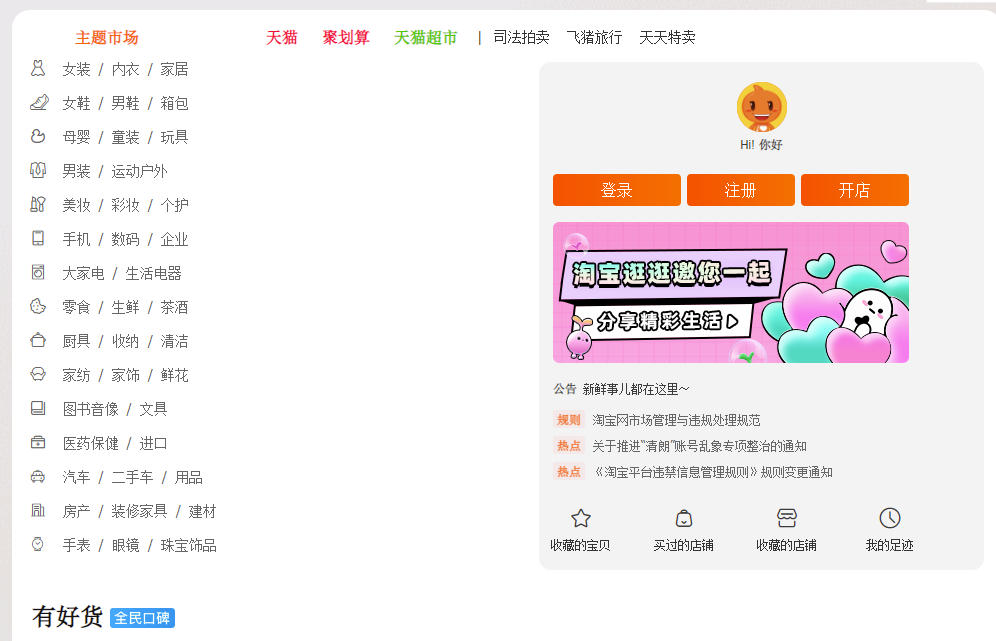 主题市场 天猫 聚划算 天猫超市 | 司法拍卖 飞猪旅行 天天特卖
女装 / 内衣 / 家居
女鞋 / 男鞋 / 箱包
母婴 / 童装 / 玩具
男装 / 运动户外
美妆 / 彩妆 / 个护
手机 / 数码 / 企业
大家电 / 生活电器
零食 / 生鲜 / 茶酒
厨具 / 收纳 / 清洁
家纺 / 家饰 / 鲜花
图书音像 / 文具
医药保健 / 进口
汽车 / 二手车 / 用品
房产 / 装修家具 / 建材
手表 / 眼镜 / 珠宝饰品
Hi! 你好
登录 注册 开店
淘宝逛逛邀您一起
分享精彩生活
公告 新鲜事儿都在这里～
规则 淘宝网市场管理与违规处理规范
热点 关于推进“清朗”账号乱象专项整治的通知
热点 《淘宝平台违禁信息管理规则》规则变更通知
收藏的宝贝 买过的店铺 收藏的店铺 我的足迹
有好货 全民口碑